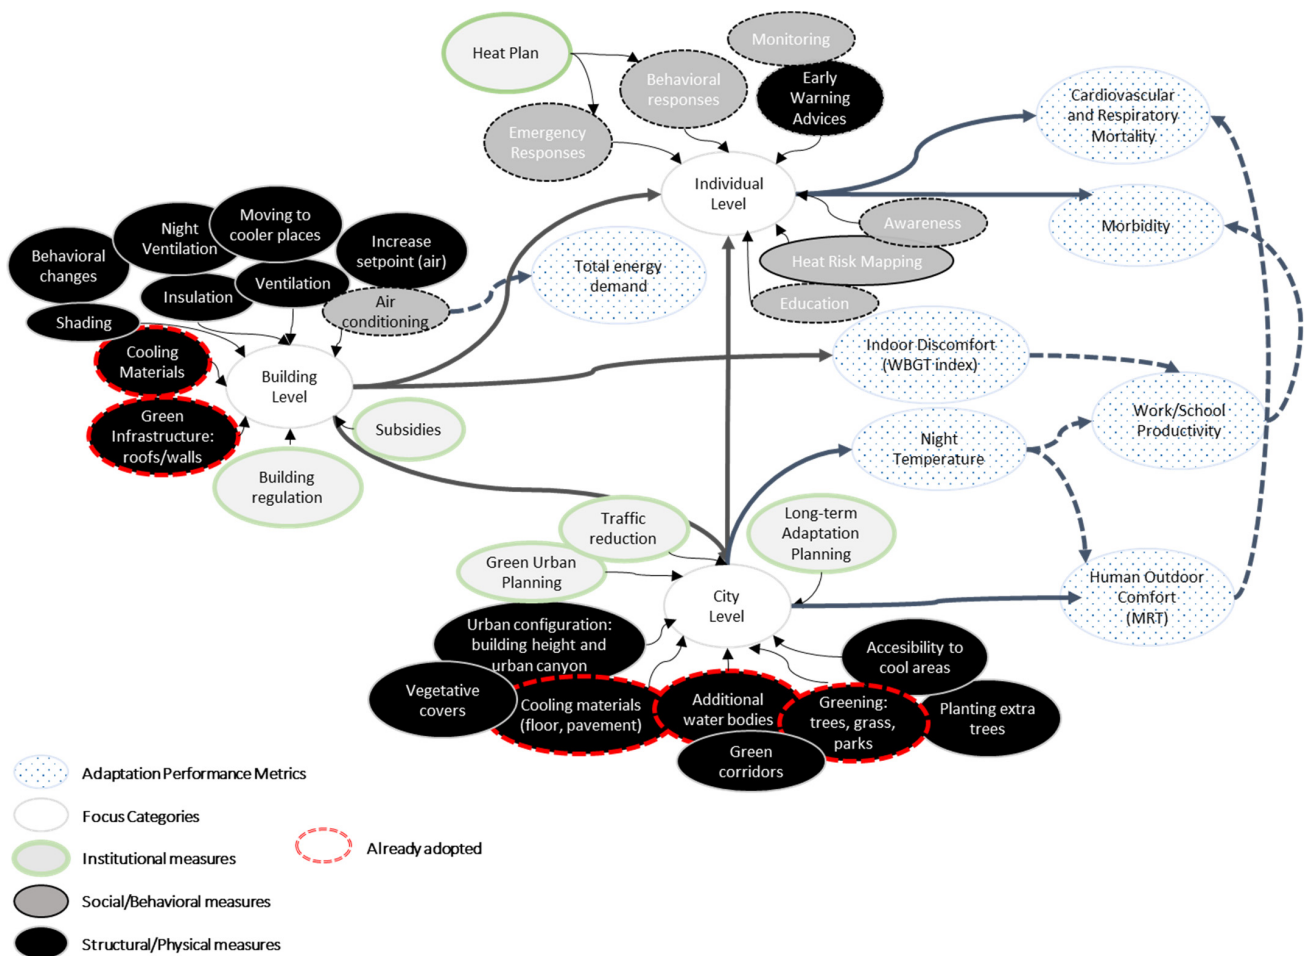 Heat Plan
Monitoring
Behavioral
responses
Early
Warning
Advices
Emergency
Responses
Cardiovascular
and Respiratory
Mortality
Individual
Level
Morbidity
Awareness
Heat Risk Mapping
Education
Moving to
cooler places
Night
Ventilation
Increase
setpoint (air)
Behavioral
changes
Insulation
Ventilation
Air
conditioning
Total energy
demand
Shading
Cooling
Materials
Building
Level
Green
Infrastructure:
roofs/walls
Subsidies
Building
regulation
Indoor Discomfort
(WBGT index)
Work/School
Productivity
Night
Temperature
Traffic
reduction
Long-term
Adaptation
Planning
Green Urban
Planning
City
Level
Human Outdoor
Comfort
(MRT)
Urban configuration:
building height and
urban canyon
Accesibility to
cool areas
Vegetative
covers
Cooling materials
(floor, pavement)
Additional
water bodies
Greening:
trees, grass,
parks
Planting extra
trees
Green
corridors
Adaptation Performance Metrics
Focus Categories
Institutional measures
Already adopted
Social/Behavioral measures
Structural/Physical measures